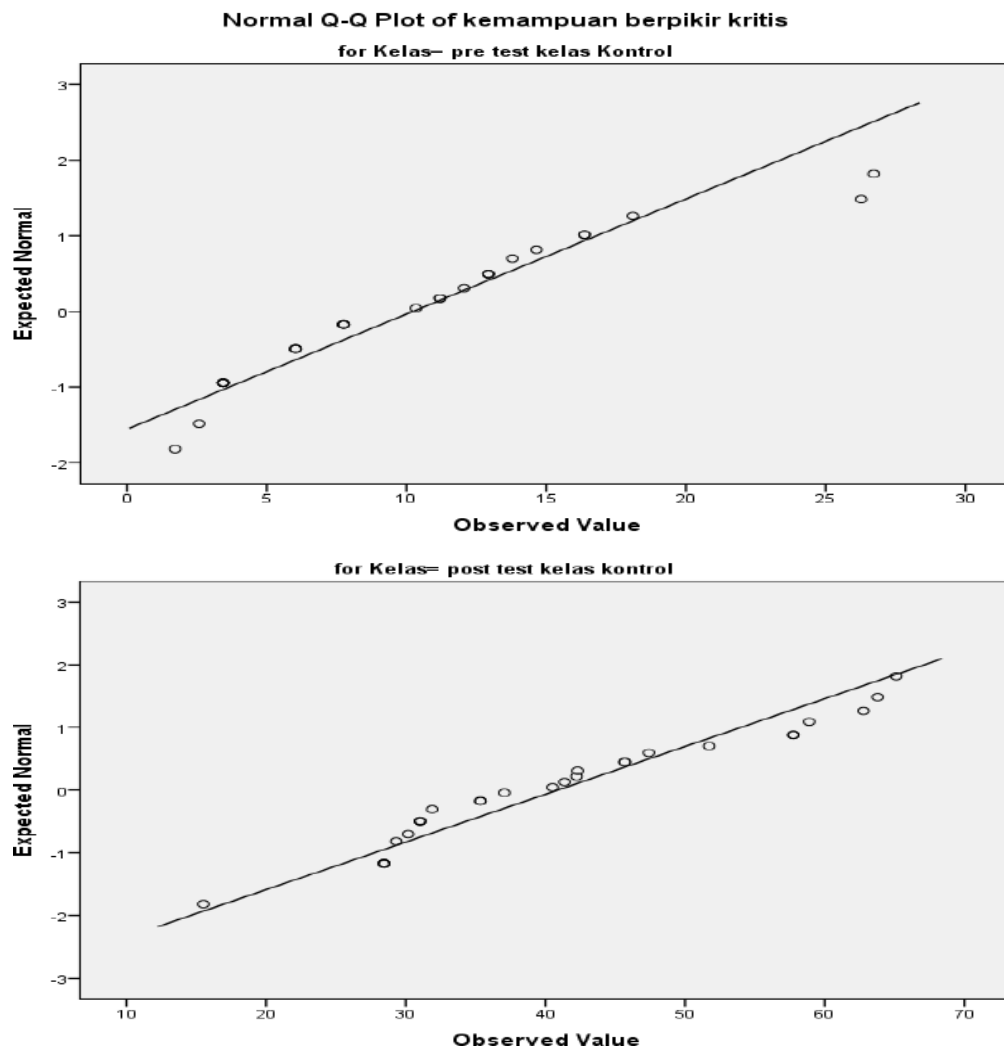 Normal Q-Q Plot of kemampuan berpikir kritis
for Kelas= pre test kelas Kontrol
Expected Normal
3
2
1
0
-1
-2
0 5 10 15 20 25 30
Observed Value
for Kelas= post test kelas kontrol
Expected Normal
3
2
1
0
-1
-2
-3
10 20 30 40 50 60 70
Observed Value